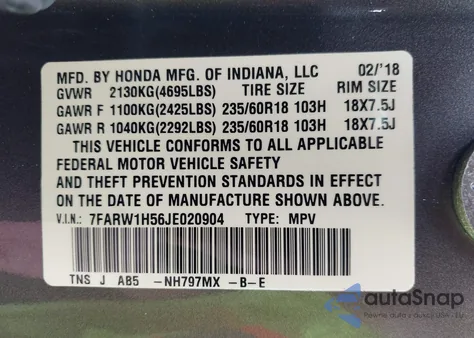 MFD. BY HONDA MFG. OF INDIANA, LLC 02/'18
GVWR 2130KG(4695LBS) TIRE SIZE RIM SIZE
GAWR F 1100KG(2425LBS) 235/60R18 103H 18X7.5J
GAWR R 1040KG(2292LBS) 235/60R18 103H 18X7.5J
THIS VEHICLE CONFORMS TO ALL APPLICABLE
FEDERAL MOTOR VEHICLE SAFETY
AND THEFT PREVENTION STANDARDS IN EFFECT
ON THE DATE OF MANUFACTURE SHOWN ABOVE.
V.I.N: 7FARW1H56JE020904 TYPE: MPV
TNS J AB5 -NH797MX -B-E
autoSnap